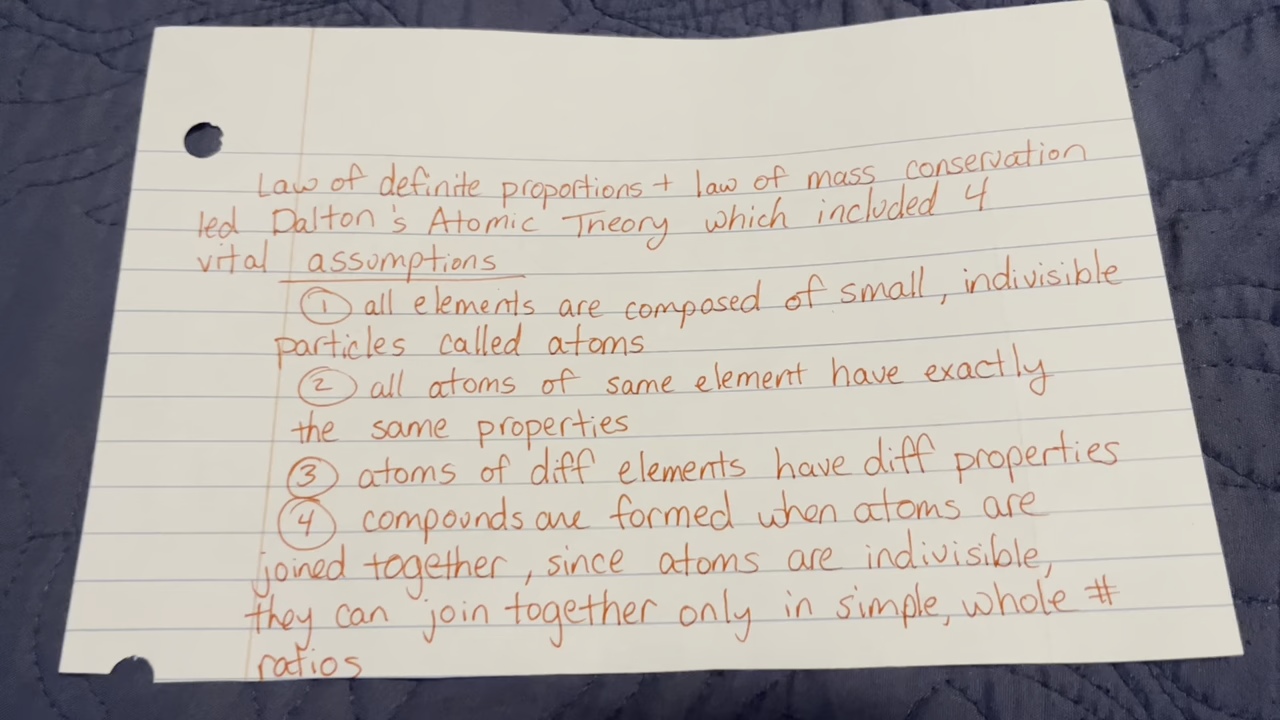 Law of definite proportions + law of mass conservation
led Dalton's Atomic Theory which included 4
vital assumptions
① all elements are composed of small, indivisible
particles called atoms
② all atoms of same element have exactly
the same properties
③ atoms of diff elements have diff properties
④ compounds are formed when atoms are
joined together, since atoms are indivisible,
they can join together only in simple, whole #
ratios